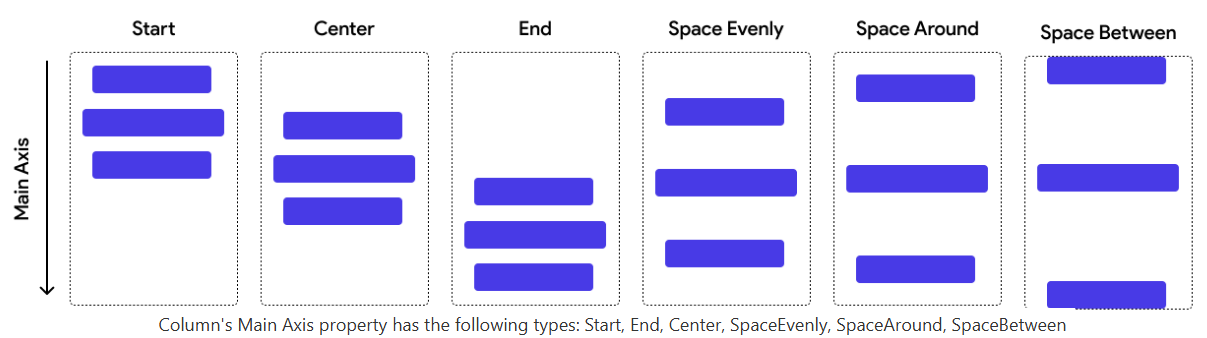 Start
Center
End
Space Evenly
Space Around
Space Between
Main Axis
Column's Main Axis property has the following types: Start, End, Center, SpaceEvenly, SpaceAround, SpaceBetween